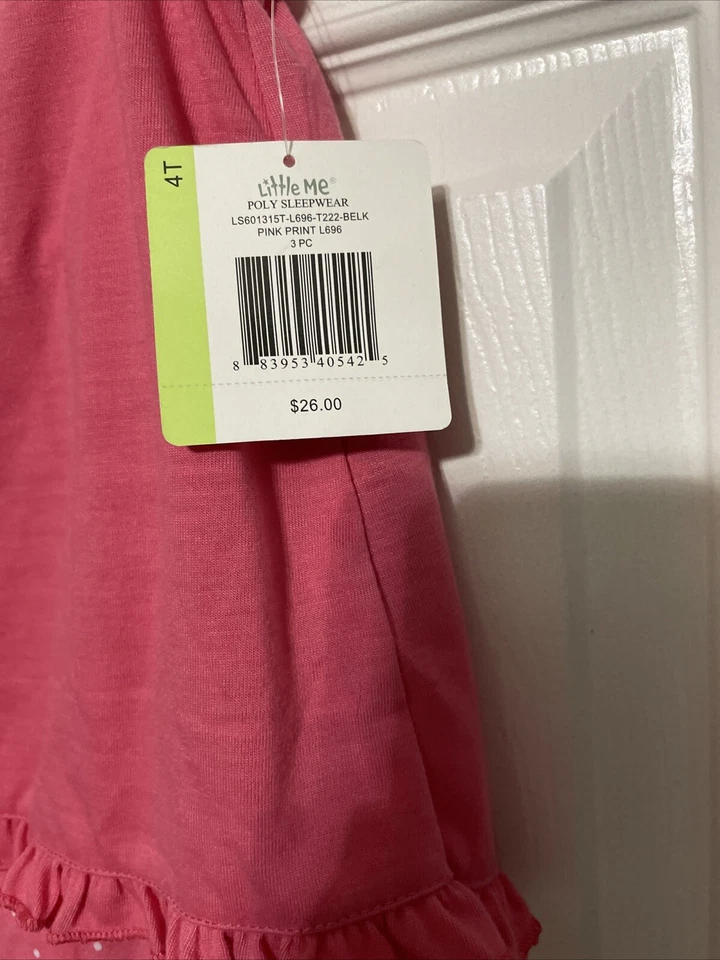 4T
Little Me®
POLY SLEEPWEAR
LS601315T-L696-T222-BELK
PINK PRINT L696
3 PC
8 83953 40542 5
$26.00